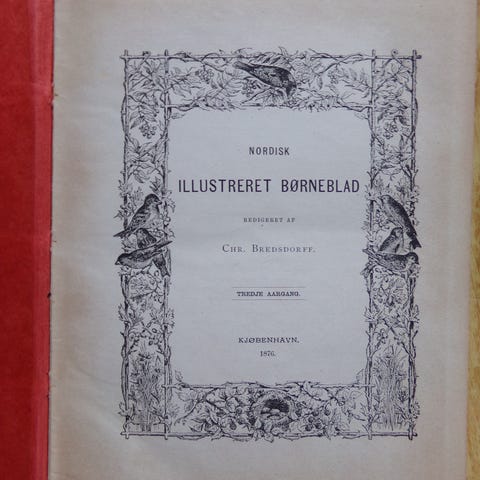 NORDISK
ILLUSTRERET BØRNEBLAD
REDIGERET AF
CHR. BREDSDORFF.
TREDJE AARGANG.
KJØBENHAVN.
1876.